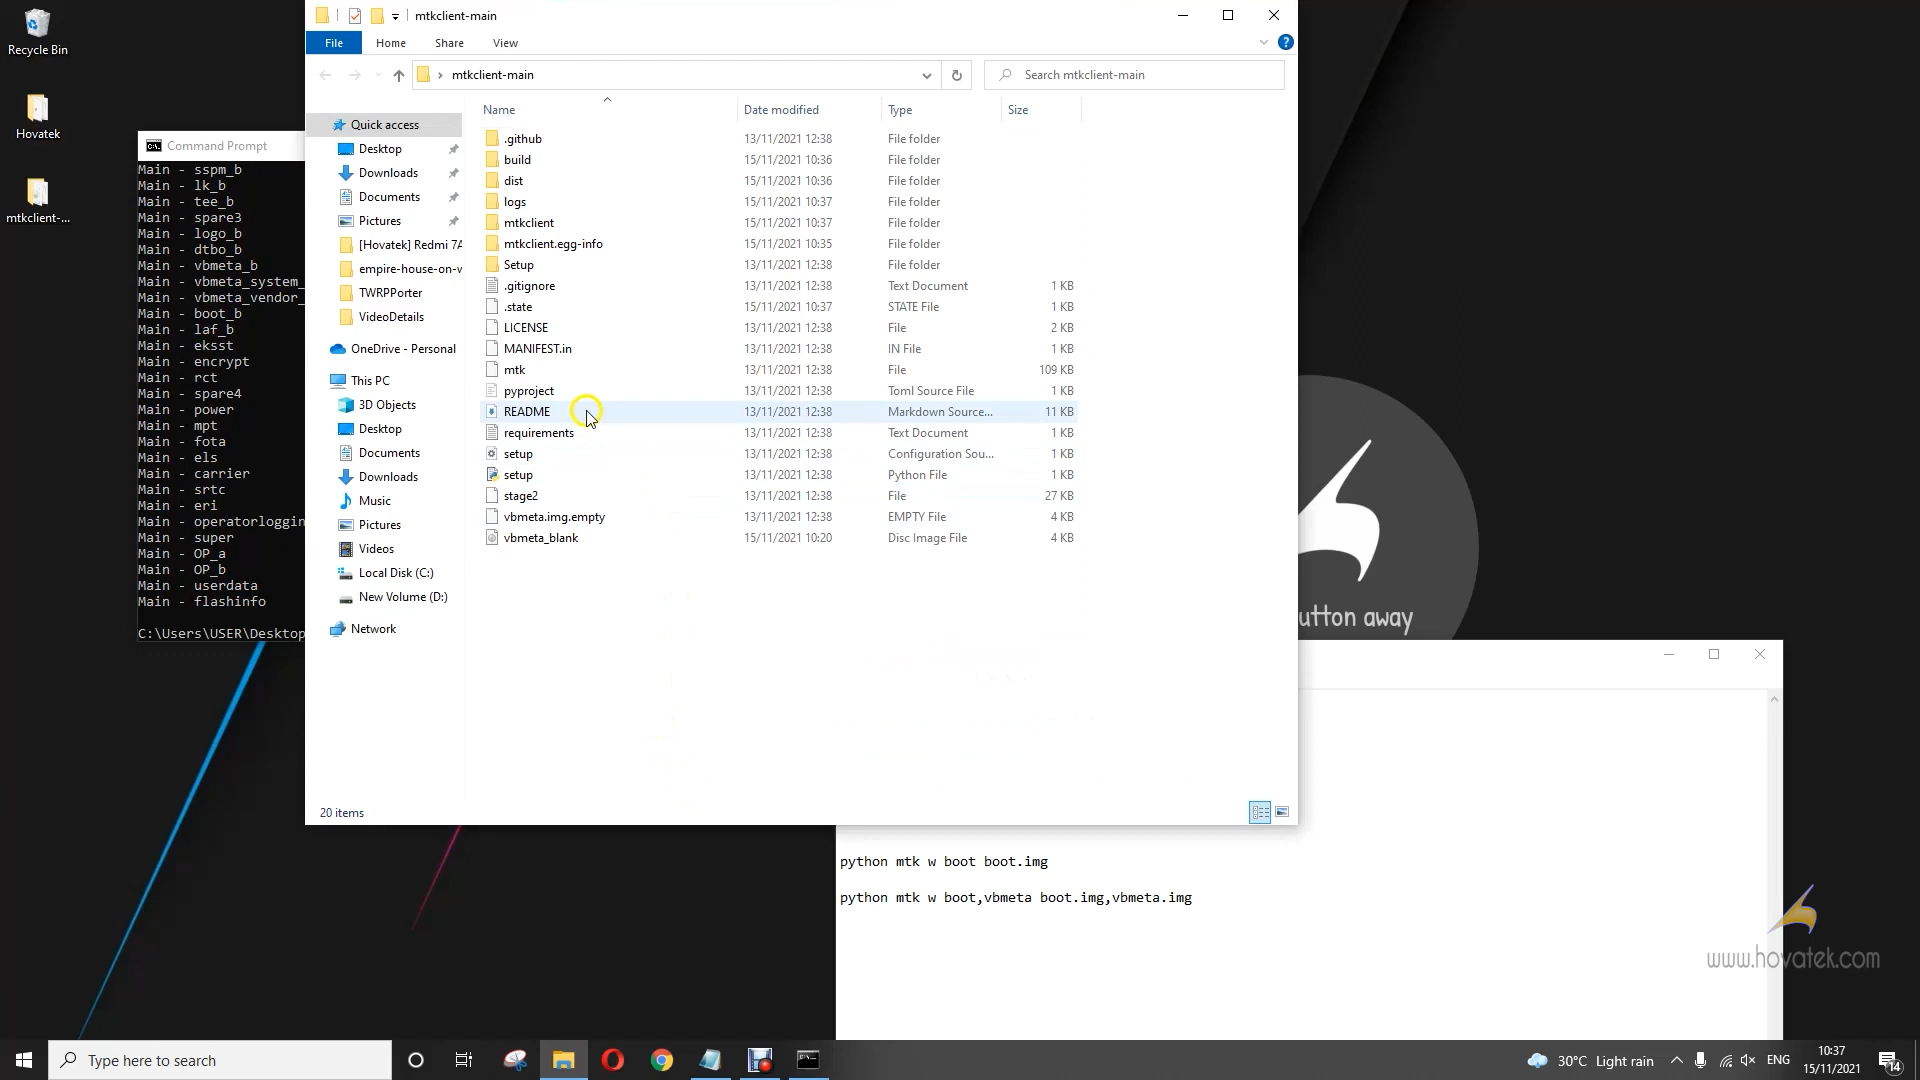 Recycle Bin
Hovatek
mtkclient-...
Command Prompt
Main - sspm_b
Main - lk_b
Main - tee_b
Main - spare3
Main - logo_b
Main - dtbo_b
Main - vbmeta_b
Main - vbmeta_system_
Main - vbmeta_vendor_
Main - boot_b
Main - laf_b
Main - eksst
Main - encrypt
Main - rct
Main - spare4
Main - power
Main - mpt
Main - fota
Main - els
Main - carrier
Main - srtc
Main - eri
Main - operatorloggin
Main - super
Main - OP_a
Main - OP_b
Main - userdata
Main - flashinfo
C:\Users\USER\Desktop
mtkclient-main
File Home Share View
mtkclient-main
Search mtkclient-main
Quick access
Desktop
Downloads
Documents
Pictures
[Hovatek] Redmi 7A
empire-house-on-w
TWRPPorter
VideoDetails
OneDrive - Personal
This PC
3D Objects
Desktop
Documents
Downloads
Music
Pictures
Videos
Local Disk (C:)
New Volume (D:)
Network
Name Date modified Type Size
.github 13/11/2021 12:38 File folder
build 15/11/2021 10:36 File folder
dist 15/11/2021 10:36 File folder
logs 15/11/2021 10:37 File folder
mtkclient 15/11/2021 10:37 File folder
mtkclient.egg-info 15/11/2021 10:35 File folder
Setup 13/11/2021 12:38 File folder
.gitignore 13/11/2021 12:38 Text Document 1 KB
.state 15/11/2021 10:37 STATE File 1 KB
LICENSE 13/11/2021 12:38 File 2 KB
MANIFEST.in 13/11/2021 12:38 IN File 1 KB
mtk 13/11/2021 12:38 File 109 KB
pyproject 13/11/2021 12:38 Toml Source File 1 KB
README 13/11/2021 12:38 Markdown Source... 11 KB
requirements 13/11/2021 12:38 Text Document 1 KB
setup 13/11/2021 12:38 Configuration Sou... 1 KB
setup 13/11/2021 12:38 Python File 1 KB
stage2 13/11/2021 12:38 File 27 KB
vbmeta.img.empty 13/11/2021 12:38 EMPTY File 4 KB
vbmeta_blank 15/11/2021 10:20 Disc Image File 4 KB
20 items
utton away
python mtk w boot boot.img
python mtk w boot,vbmeta boot.img,vbmeta.img
www.hovatek.com
Type here to search
30°C Light rain
ENG
10:37
15/11/2021
14